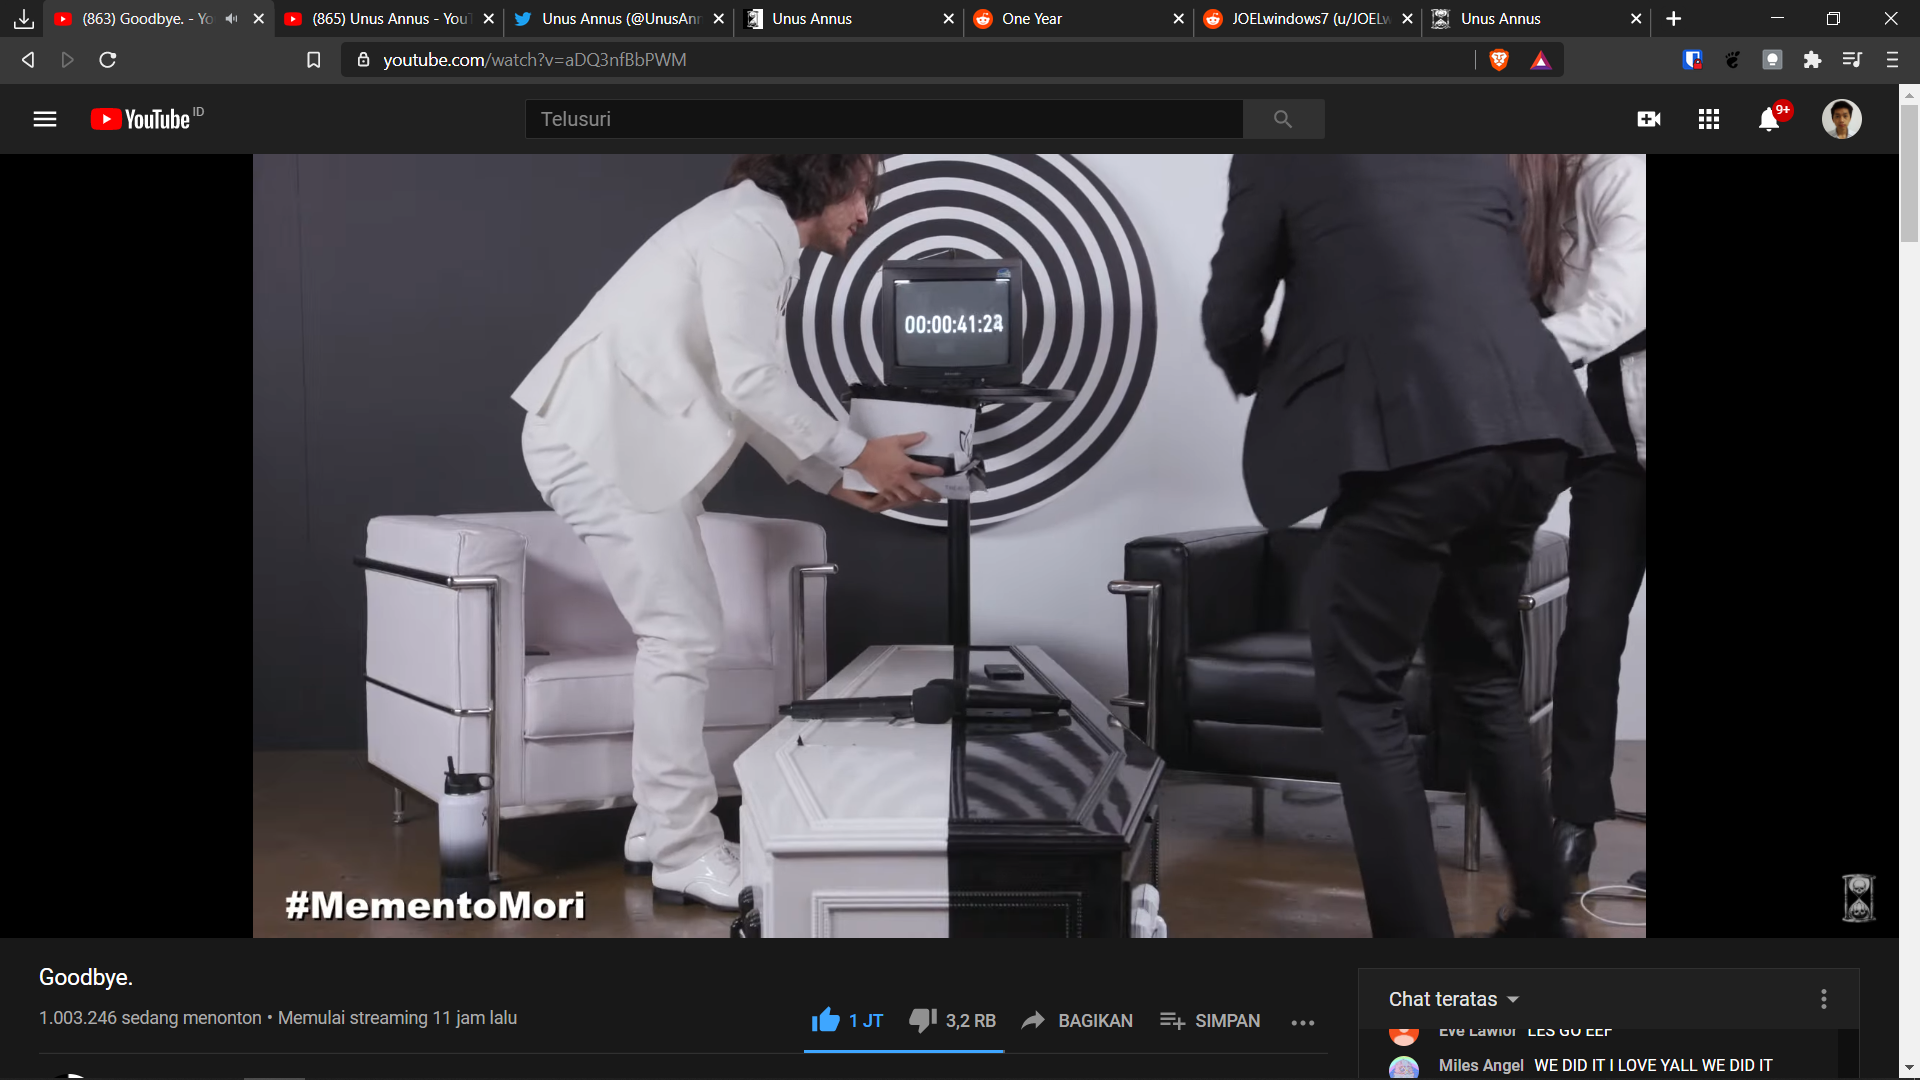 (863) Goodbye. - Yo
(865) Unus Annus - YouT
Unus Annus (@UnusAnn
Unus Annus
One Year
JOELwindows7 (u/JOELw
Unus Annus
youtube.com/watch?v=aDQ3nfBbPWM
YouTube ID
Telusuri
9+
00:00:41:23
#MementoMori
Goodbye.
1.003.246 sedang menonton • Memulai streaming 11 jam lalu
1 JT
3,2 RB
BAGIKAN
SIMPAN
Chat teratas
Eve Lawlor LES GO EEF
Miles Angel WE DID IT I LOVE YALL WE DID IT